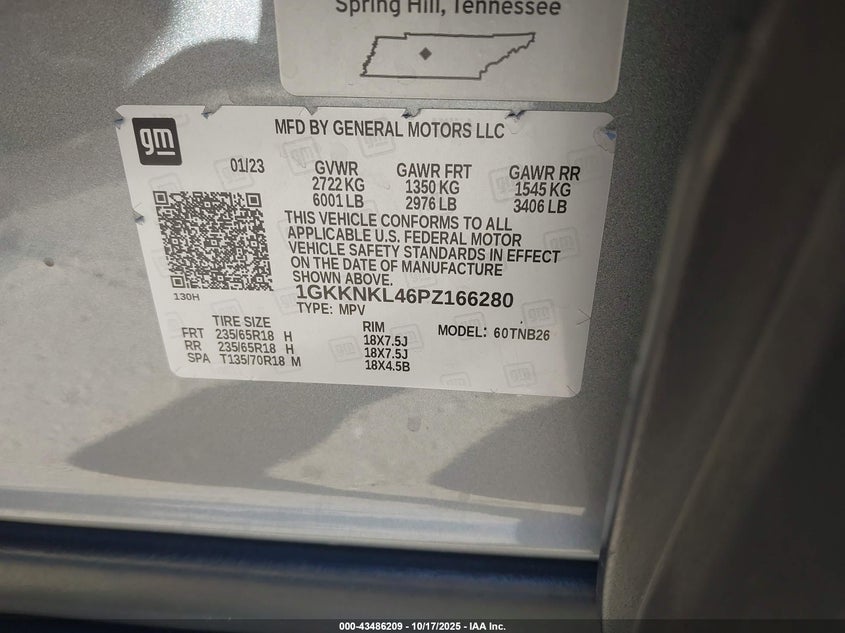 Spring Hill, Tennessee
gm
MFD BY GENERAL MOTORS LLC
01/23 GVWR GAWR FRT GAWR RR
2722 KG 1350 KG 1545 KG
6001 LB 2976 LB 3406 LB
THIS VEHICLE CONFORMS TO ALL
APPLICABLE U.S. FEDERAL MOTOR
VEHICLE SAFETY STANDARDS IN EFFECT
ON THE DATE OF MANUFACTURE
SHOWN ABOVE.
130H
1GKKNKL46PZ166280
TYPE: MPV
TIRE SIZE RIM MODEL: 60TNB26
FRT 235/65R18 H 18X7.5J
RR 235/65R18 H 18X7.5J
SPA T135/70R18 M 18X4.5B
000-43486209 - 10/17/2025 - IAA Inc.